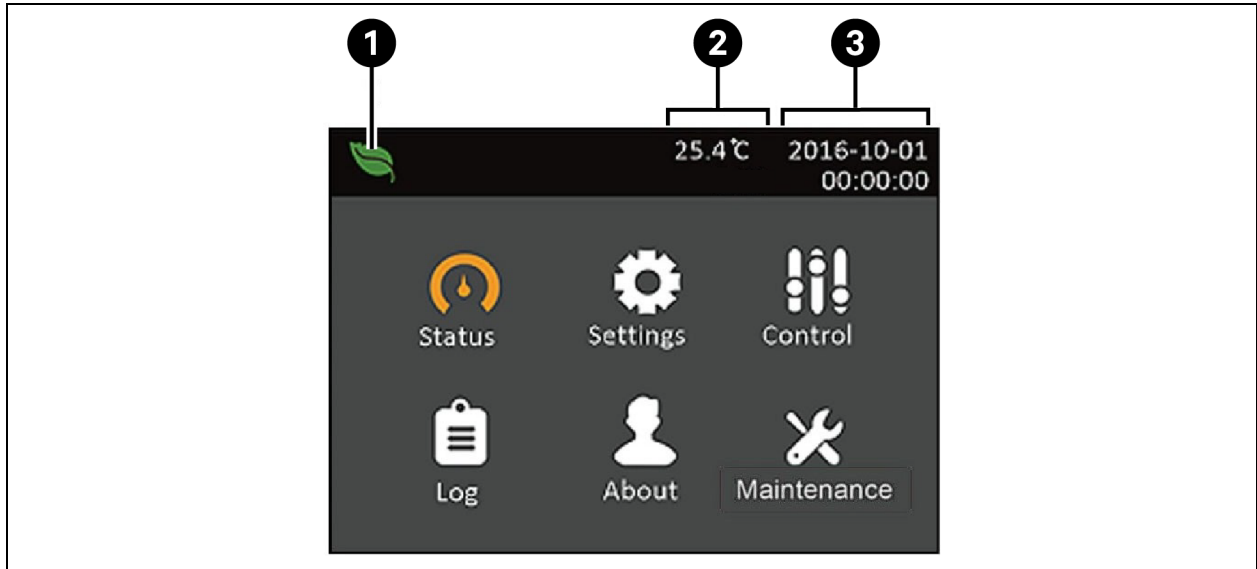 1 2 3
25.4℃ 2016-10-01
00:00:00
Status Settings Control
Log About Maintenance